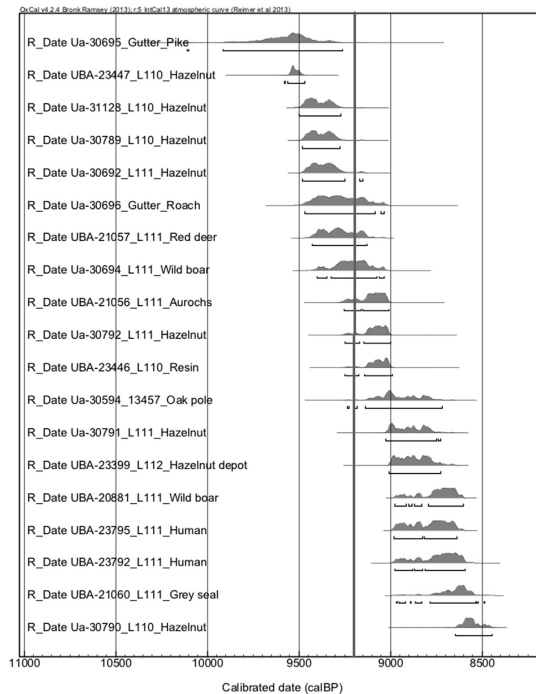 OxCal v4.2.4 Bronk Ramsey (2013); r:5 IntCal13 atmospheric curve (Reimer et al 2013)
R_Date Ua-30695_Gutter_Pike
R_Date UBA-23447_L110_Hazelnut
R_Date Ua-31128_L110_Hazelnut
R_Date Ua-30789_L110_Hazelnut
R_Date Ua-30692_L111_Hazelnut
R_Date Ua-30696_Gutter_Roach
R_Date UBA-21057_L111_Red deer
R_Date Ua-30694_L111_Wild boar
R_Date UBA-21056_L111_Aurochs
R_Date Ua-30792_L111_Hazelnut
R_Date UBA-23446_L110_Resin
R_Date Ua-30594_13457_Oak pole
R_Date Ua-30791_L111_Hazelnut
R_Date UBA-23399_L112_Hazelnut depot
R_Date UBA-20881_L111_Wild boar
R_Date UBA-23795_L111_Human
R_Date UBA-23792_L111_Human
R_Date UBA-21060_L111_Grey seal
R_Date Ua-30790_L110_Hazelnut
11000 10500 10000 9500 9000 8500
Calibrated date (calBP)